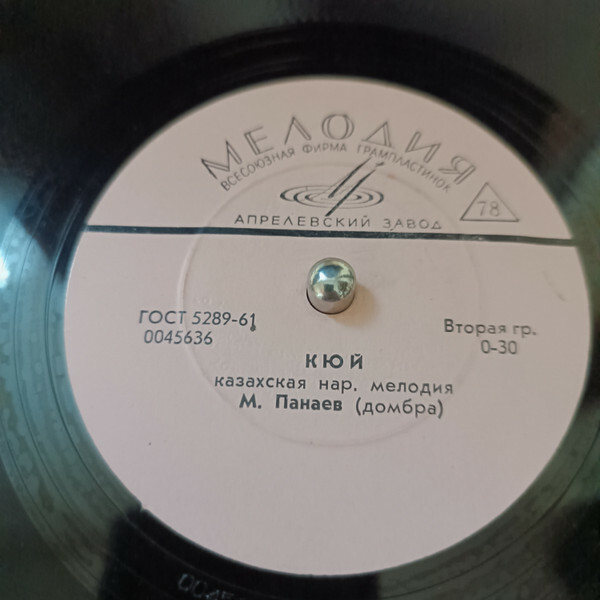 МЕЛОДИЯ
ВСЕСОЮЗНАЯ ФИРМА ГРАМПЛАСТИНОК
78
АПРЕЛЕВСКИЙ ЗАВОД
ГОСТ 5289-61
0045636
Вторая гр.
0-30
КЮЙ
казахская нар. мелодия
М. Панаев (домбра)